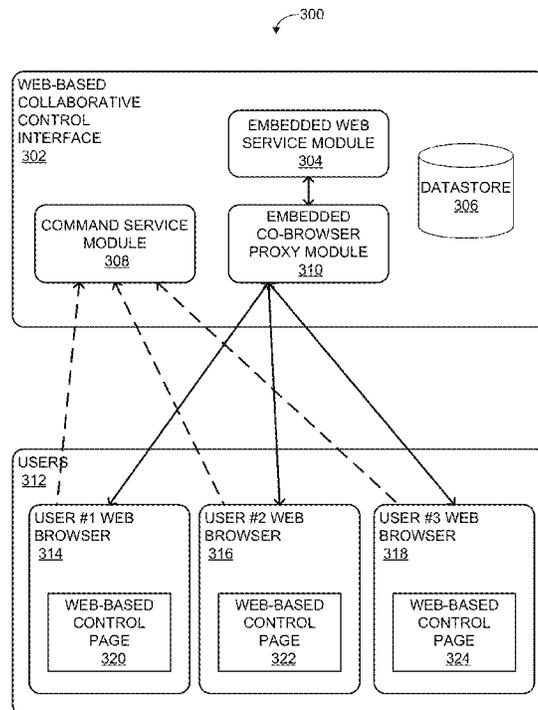 300
WEB-BASED
COLLABORATIVE
CONTROL
INTERFACE
302
EMBEDDED WEB
SERVICE MODULE
304
DATASTORE
306
COMMAND SERVICE
MODULE
308
EMBEDDED
CO-BROWSER
PROXY MODULE
310
USERS
312
USER #1 WEB
BROWSER
314
USER #2 WEB
BROWSER
316
USER #3 WEB
BROWSER
318
WEB-BASED
CONTROL
PAGE
320
WEB-BASED
CONTROL
PAGE
322
WEB-BASED
CONTROL
PAGE
324